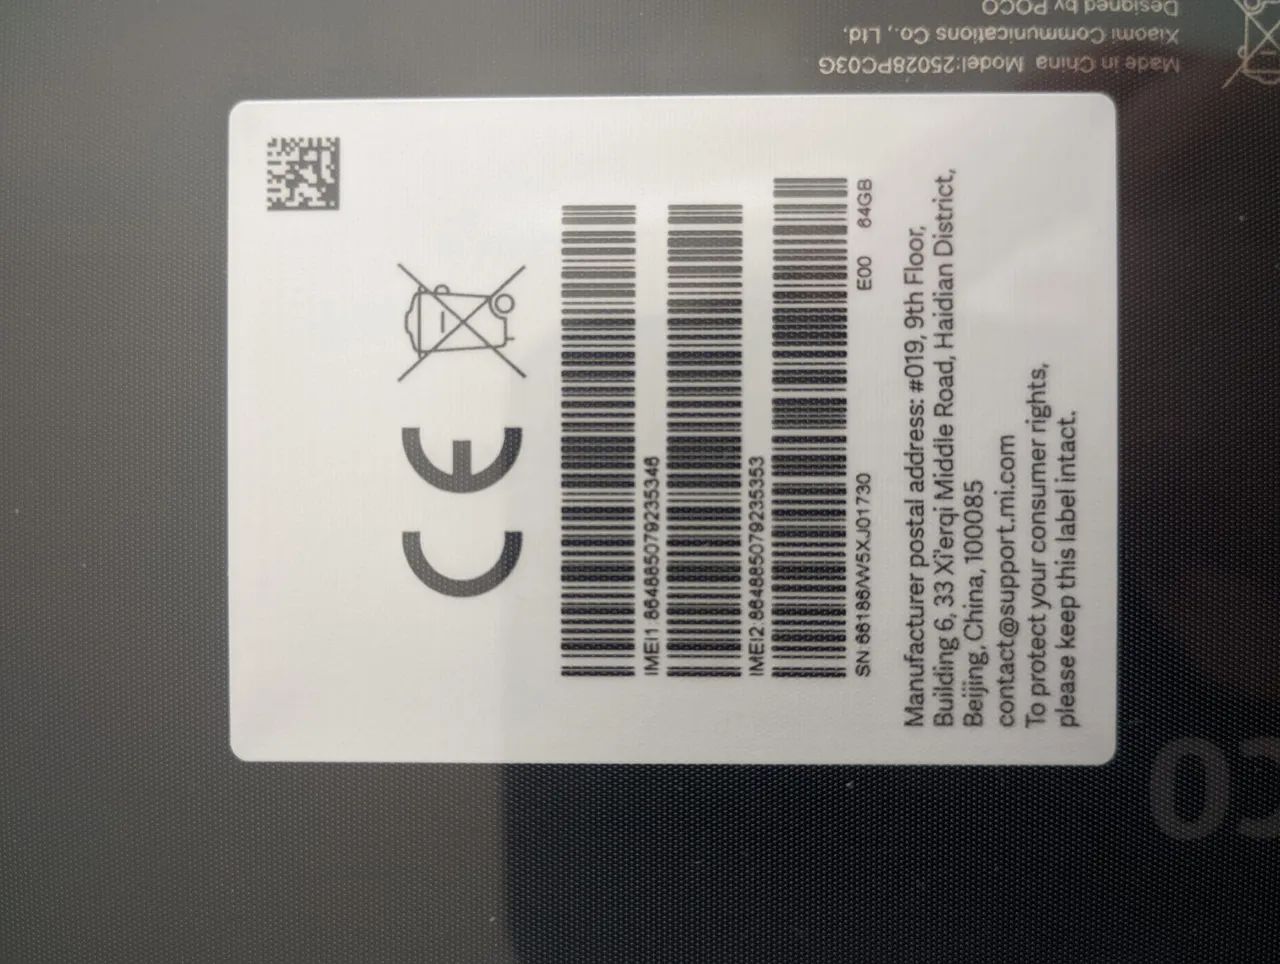 Made in China Model:25028PC03G
Xiaomi Communications Co., Ltd.
Designed by POCO
CE
IMEI1:864885079235346
IMEI2:864885079235353
SN:66186/W5XJ01730 E00 64GB
Manufacturer postal address: #019, 9th Floor,
Building 6, 33 Xi'erqi Middle Road, Haidian District,
Beijing, China, 100085
contact@support.mi.com
To protect your consumer rights,
please keep this label intact.